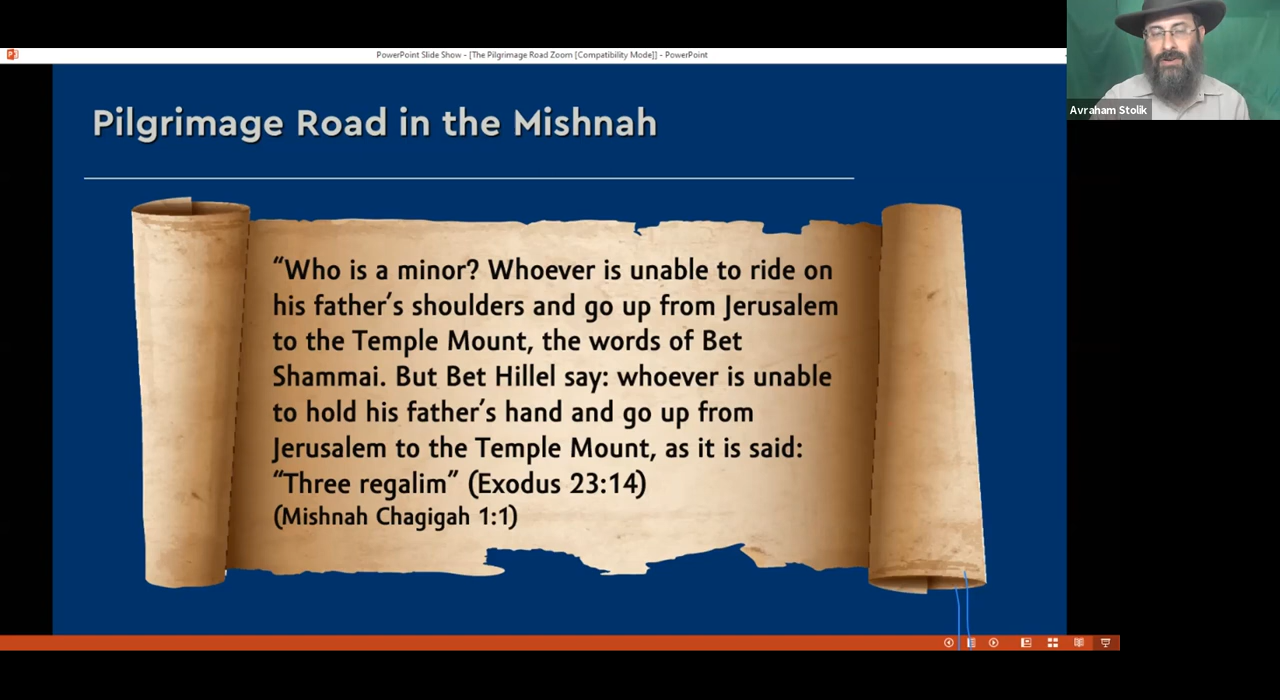 PowerPoint Slide Show - [The Pilgrimage Road Zoom [Compatibility Mode]] - PowerPoint
Avraham Stolik
Pilgrimage Road in the Mishnah
“Who is a minor? Whoever is unable to ride on
his father’s shoulders and go up from Jerusalem
to the Temple Mount, the words of Bet
Shammai. But Bet Hillel say: whoever is unable
to hold his father’s hand and go up from
Jerusalem to the Temple Mount, as it is said:
“Three regalim” (Exodus 23:14)
(Mishnah Chagigah 1:1)